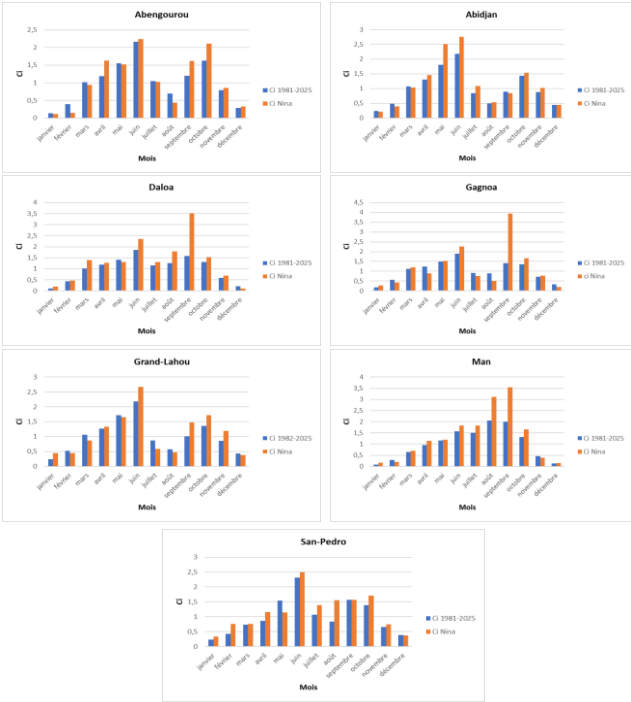 Abengourou
2,5
2
1,5
1
0,5
0
Ci
janvier
février
mars
avril
mai
juin
juillet
août
septembre
octobre
novembre
décembre
Mois
Ci 1981-2025
Ci Nina
Abidjan
3
2,5
2
1,5
1
0,5
0
Ci
janvier
février
mars
avril
mai
juin
juillet
août
septembre
octobre
novembre
décembre
Mois
Ci 1981-2025
Ci Nina
Daloa
4
3,5
3
2,5
2
1,5
1
0,5
0
Ci
janvier
février
mars
avril
mai
juin
juillet
août
septembre
octobre
novembre
décembre
Mois
Ci 1981-2025
Ci Nina
Gagnoa
4,5
4
3,5
3
2,5
2
1,5
1
0,5
0
Ci
janvier
février
mars
avril
mai
juin
juillet
août
septembre
octobre
novembre
décembre
Mois
Ci 1981-2025
ci Nina
Grand-Lahou
3
2,5
2
1,5
1
0,5
0
Ci
janvier
février
mars
avril
mai
juin
juillet
août
septembre
octobre
novembre
décembre
Mois
Ci 1982-2025
Ci Nina
Man
4
3,5
3
2,5
2
1,5
1
0,5
0
Ci
janvier
février
mars
avril
mai
juin
juillet
août
septembre
octobre
novembre
décembre
Mois
Ci 1981-2025
Ci Nina
San-Pedro
3
2,5
2
1,5
1
0,5
0
Ci
janvier
février
mars
avril
mai
juin
juillet
août
septembre
octobre
novembre
décembre
Mois
Ci 1981-2025
Ci Nina